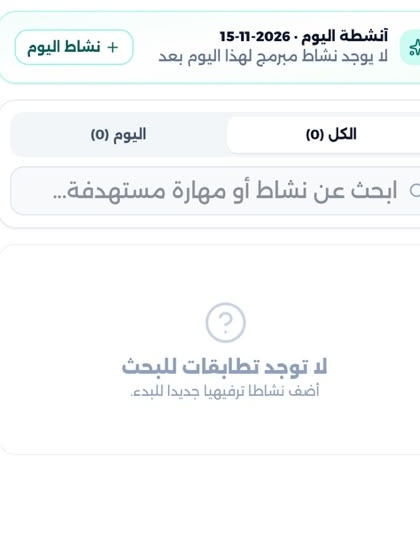 أنشطة اليوم · 2026-11-15
لا يوجد نشاط مبرمج لهذا اليوم بعد
+ نشاط اليوم
الكل (0)
اليوم (0)
ابحث عن نشاط أو مهارة مستهدفة...
لا توجد تطابقات للبحث
أضف نشاطا ترفيهيا جديدا للبدء.